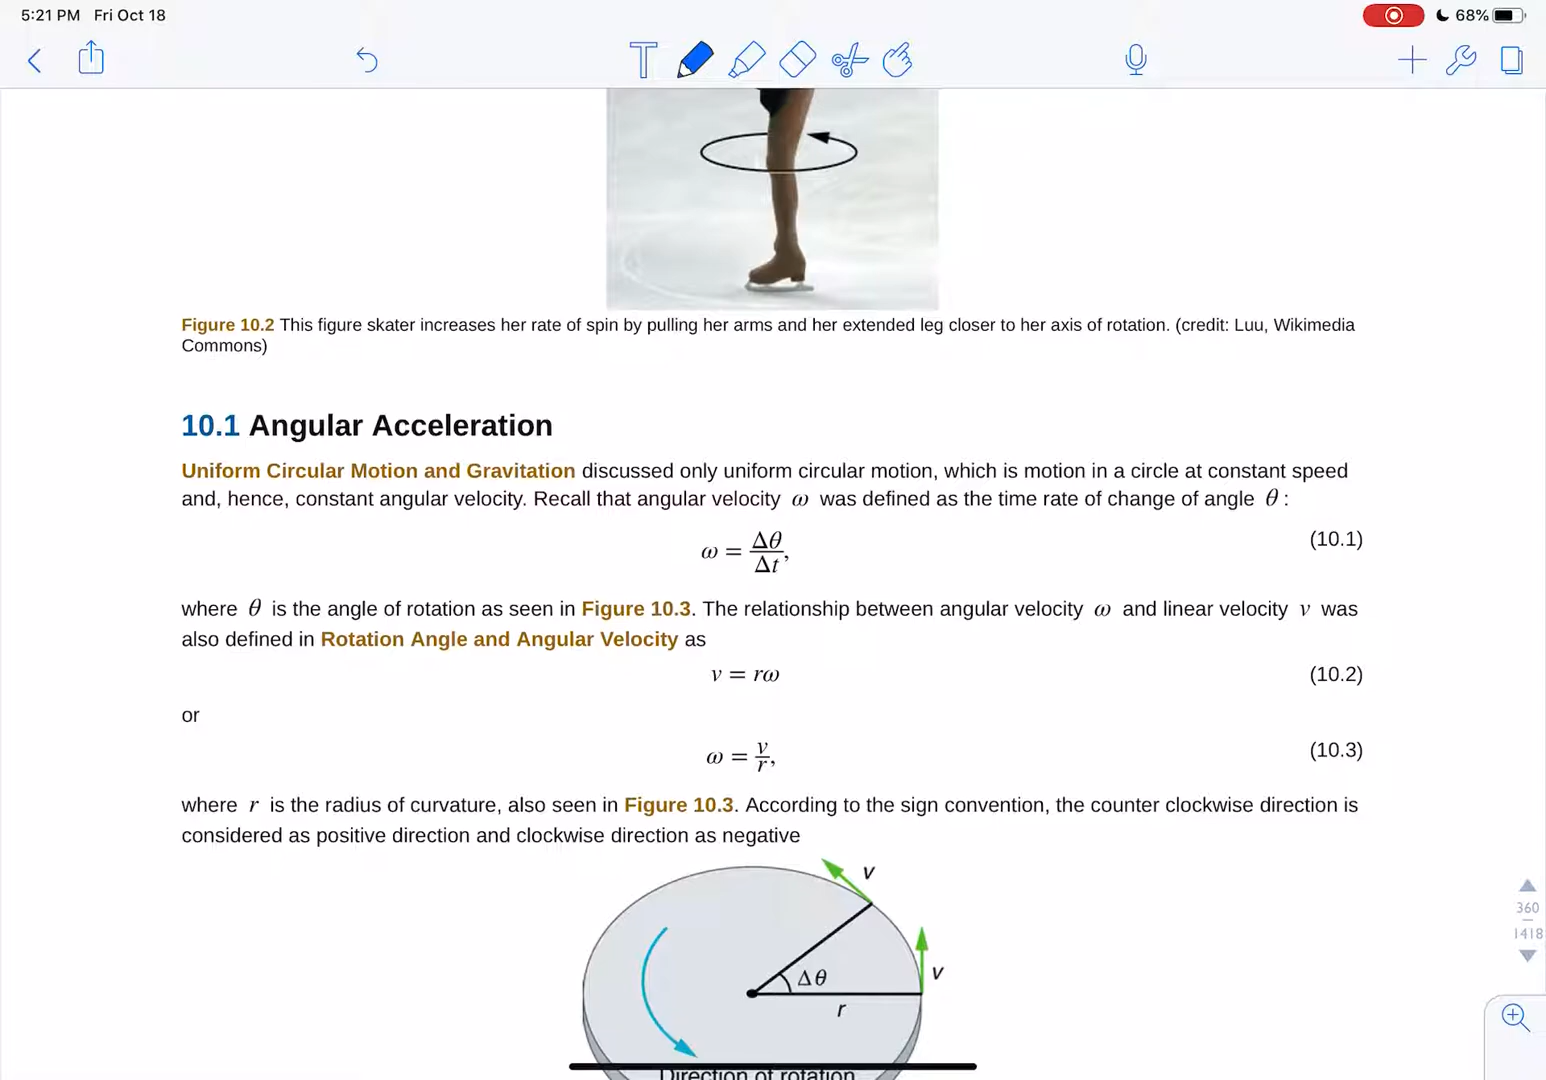 5:21 PM Fri Oct 18
68%
T
Figure 10.2 This figure skater increases her rate of spin by pulling her arms and her extended leg closer to her axis of rotation. (credit: Luu, Wikimedia
Commons)
10.1 Angular Acceleration
Uniform Circular Motion and Gravitation discussed only uniform circular motion, which is motion in a circle at constant speed
and, hence, constant angular velocity. Recall that angular velocity ω was defined as the time rate of change of angle θ :
ω = Δθ/Δt, (10.1)
where θ is the angle of rotation as seen in Figure 10.3. The relationship between angular velocity ω and linear velocity v was
also defined in Rotation Angle and Angular Velocity as
v = rω (10.2)
or
ω = v/r, (10.3)
where r is the radius of curvature, also seen in Figure 10.3. According to the sign convention, the counter clockwise direction is
considered as positive direction and clockwise direction as negative
v
360
1418
v
Δθ
r
Direction of rotation